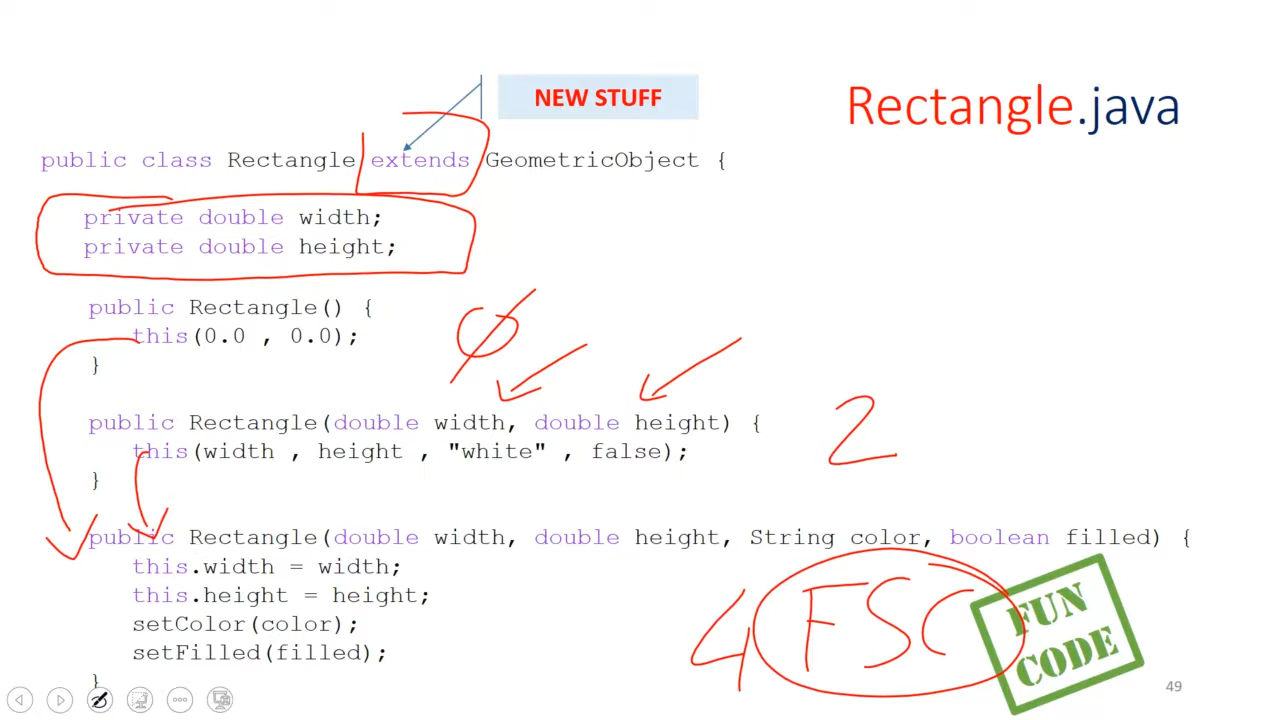 NEW STUFF
Rectangle.java
public class Rectangle extends GeometricObject {
private double width;
private double height;
public Rectangle() {
this(0.0 , 0.0);
}
0
public Rectangle(double width, double height) {
this(width , height , "white" , false);
}
2
public Rectangle(double width, double height, String color, boolean filled) {
this.width = width;
this.height = height;
setColor(color);
setFilled(filled);
}
4 FSC
FUN
CODE
49